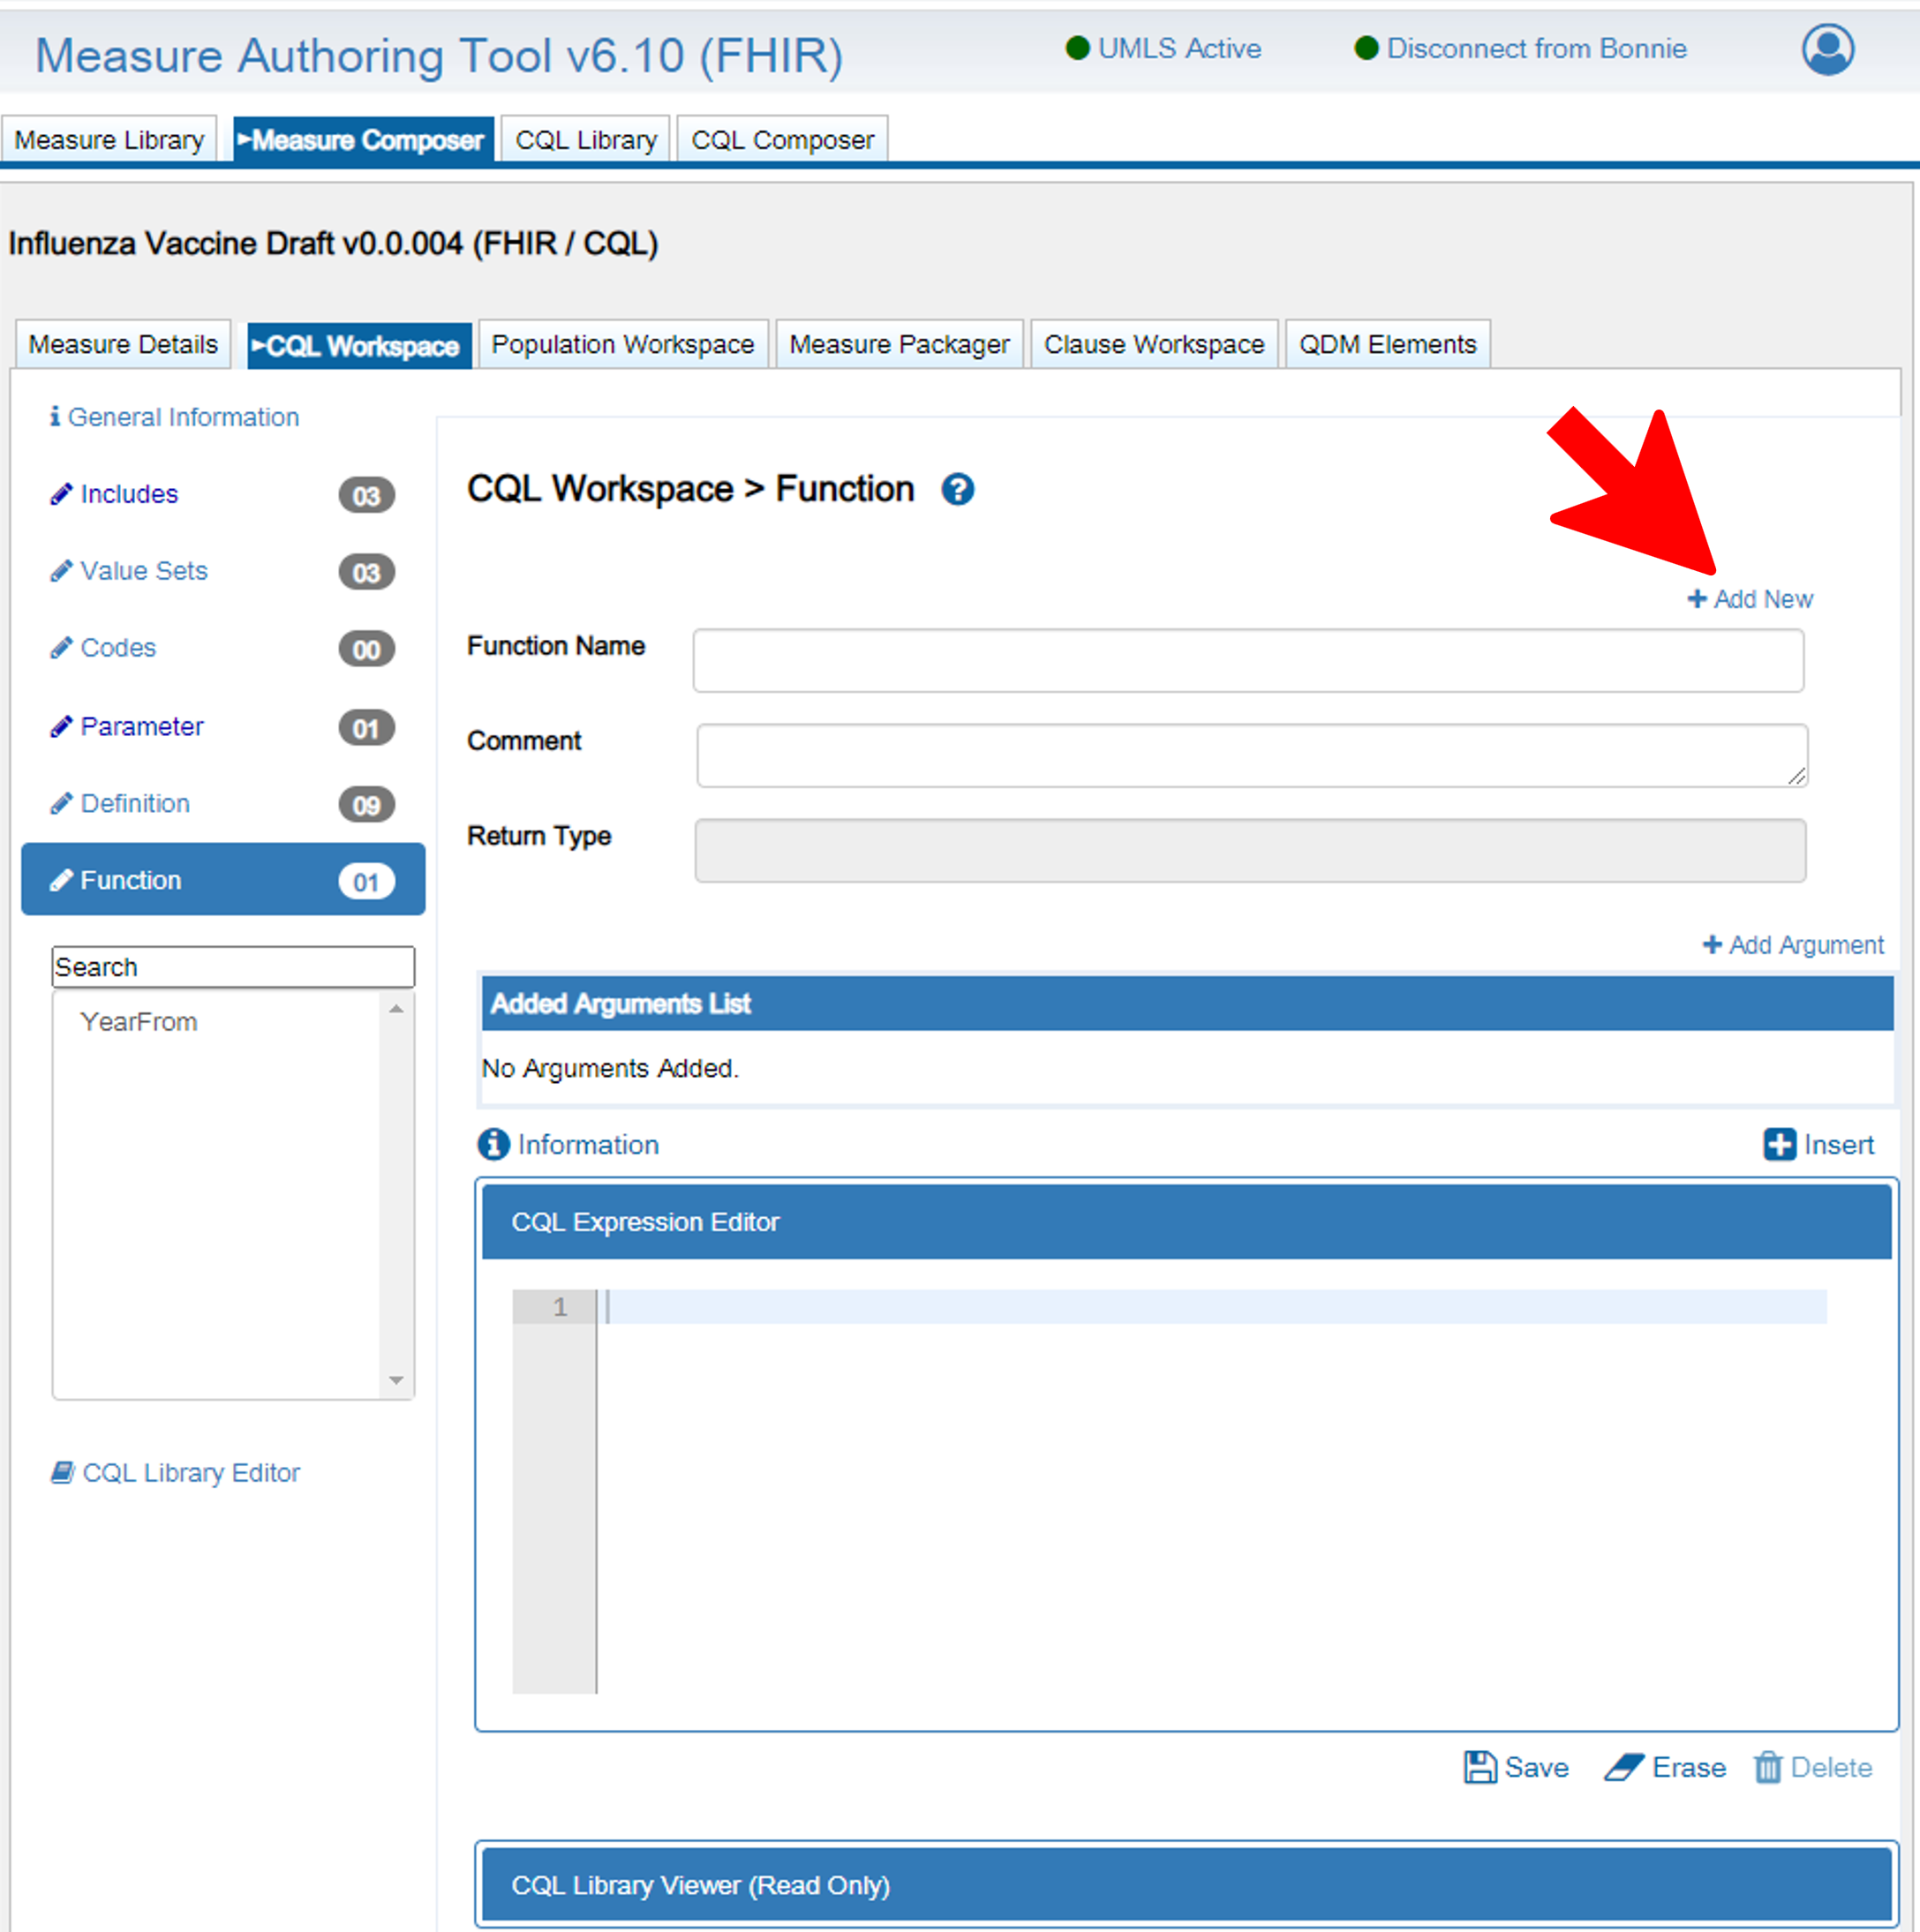 Measure Authoring Tool v6.10 (FHIR)
UMLS Active
Disconnect from Bonnie
Measure Library
Measure Composer
CQL Library
CQL Composer
Influenza Vaccine Draft v0.0.004 (FHIR / CQL)
Measure Details
CQL Workspace
Population Workspace
Measure Packager
Clause Workspace
QDM Elements
General Information
Includes 03
Value Sets 03
Codes 00
Parameter 01
Definition 09
Function 01
Search
YearFrom
CQL Library Editor
CQL Workspace > Function
+ Add New
Function Name
Comment
Return Type
+ Add Argument
Added Arguments List
No Arguments Added.
Information
Insert
CQL Expression Editor
1
Save
Erase
Delete
CQL Library Viewer (Read Only)